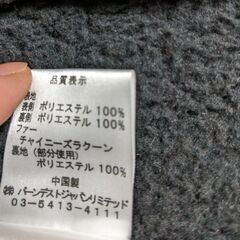 品質表示
表地
表側 ポリエステル 100%
裏側 ポリエステル 100%
ファー
チャイニーズラクーン
裏地（部分使用）
ポリエステル 100%
中国製
㈱バーンデストジャパンリミテッド
03-5413-4111